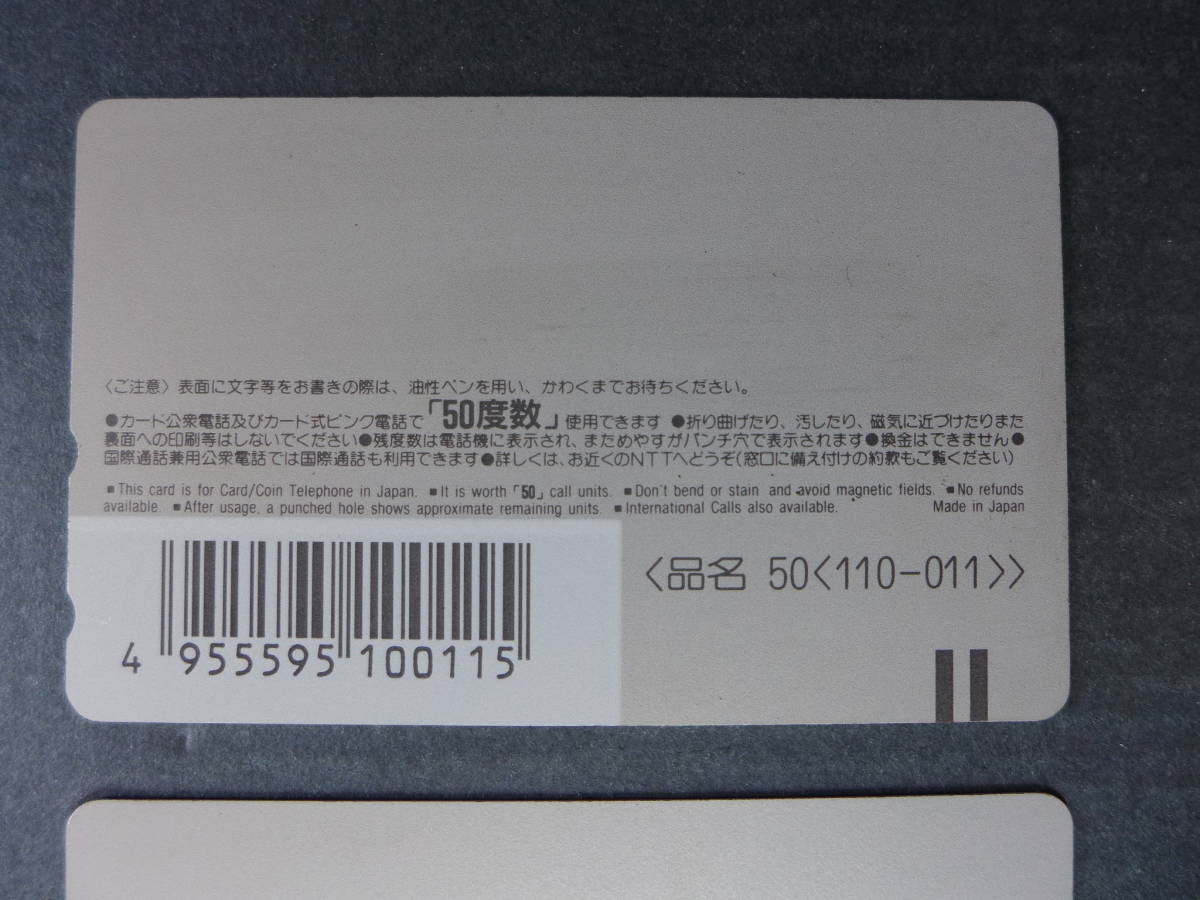 〈ご注意〉表面に文字等をお書きの際は、油性ペンを用い、かわくまでお待ちください。
●カード公衆電話及びカード式ピンク電話で「50度数」使用できます ●折り曲げたり、汚したり、磁気に近づけたりまた
裏面への印刷等はしないでください●残度数は電話機に表示され、まためやすがパンチ穴で表示されます●換金はできません●
国際通話兼用公衆電話では国際通話も利用できます●詳しくは、お近くのNTTへどうぞ(窓口に備え付けの約款もご覧ください)
■This card is for Card/Coin Telephone in Japan. ■It is worth「50」call units. ■Don't bend or stain and avoid magnetic fields. ■No refunds
available. ■After usage, a punched hole shows approximate remaining units. ■International Calls also available. Made in Japan
〈品名 50〈110-011〉〉
4 955595 100115